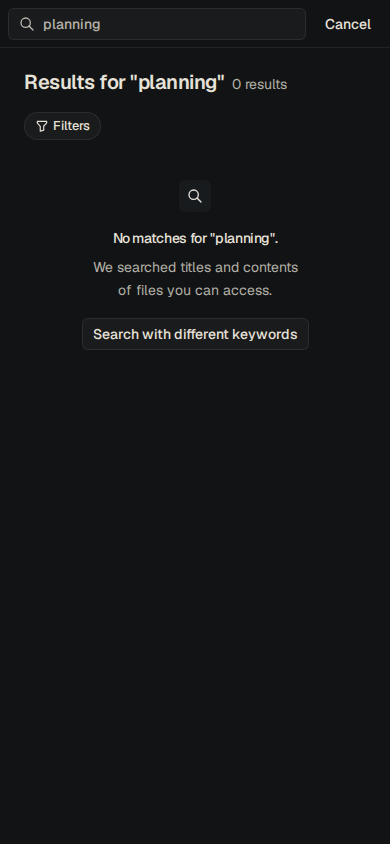 planning
Cancel
Results for "planning" 0 results
Filters
No matches for "planning".
We searched titles and contents
of files you can access.
Search with different keywords